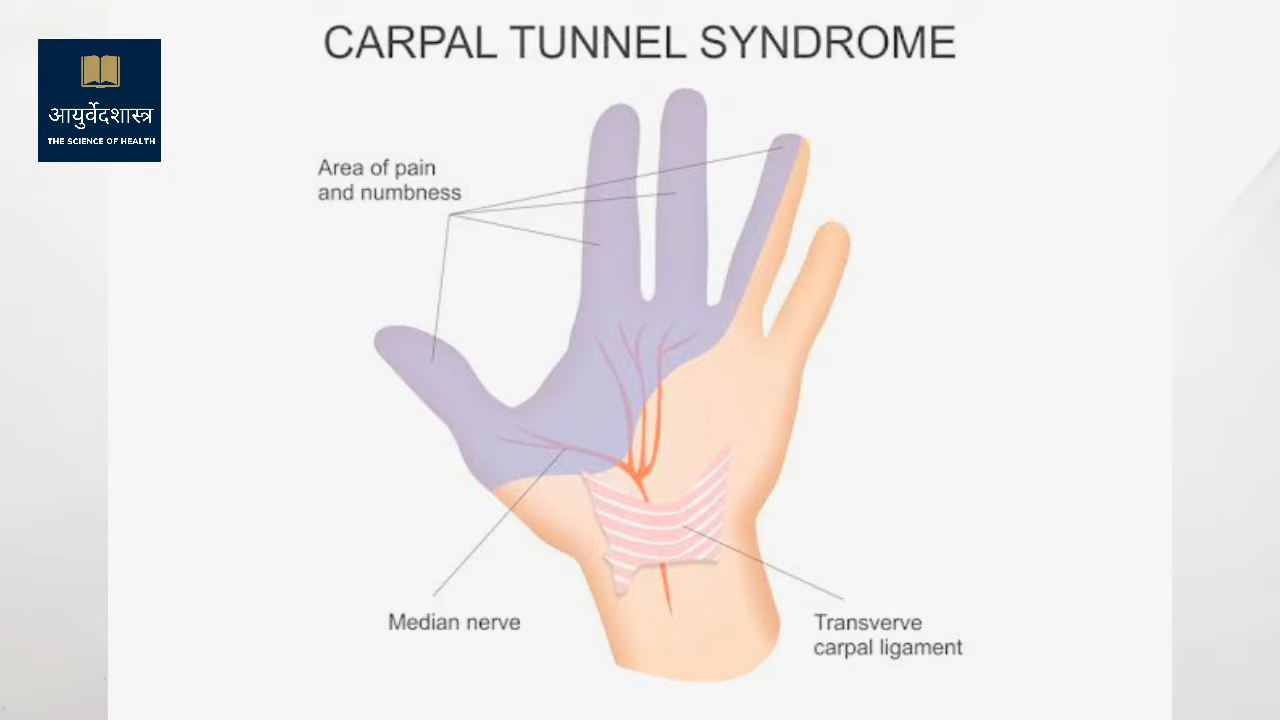 CARPAL TUNNEL SYNDROME
आयुर्वेदशास्त्र
THE SCIENCE OF HEALTH
Area of pain
and numbness
Median nerve
Transverve
carpal ligament